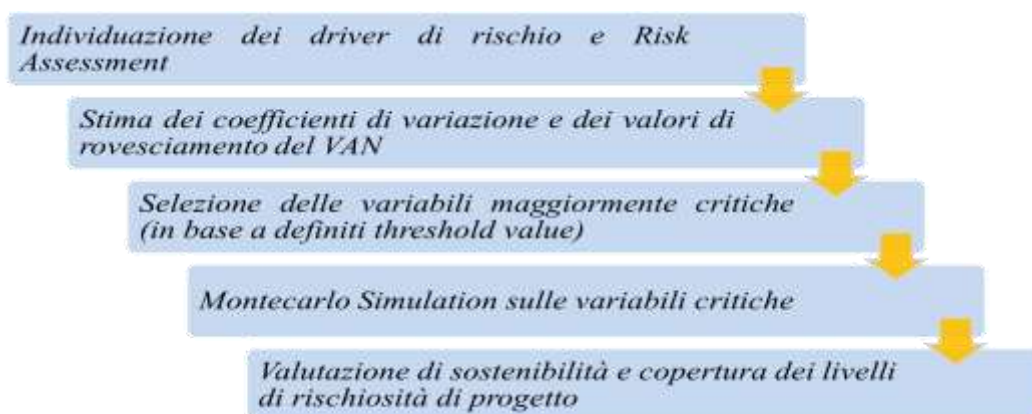 Individuazione dei driver di rischio e Risk
Assessment
Stima dei coefficienti di variazione e dei valori di
rovesciamento del VAN
Selezione delle variabili maggiormente critiche
(in base a definiti threshold value)
Montecarlo Simulation sulle variabili critiche
Valutazione di sostenibilità e copertura dei livelli
di rischiosità di progetto